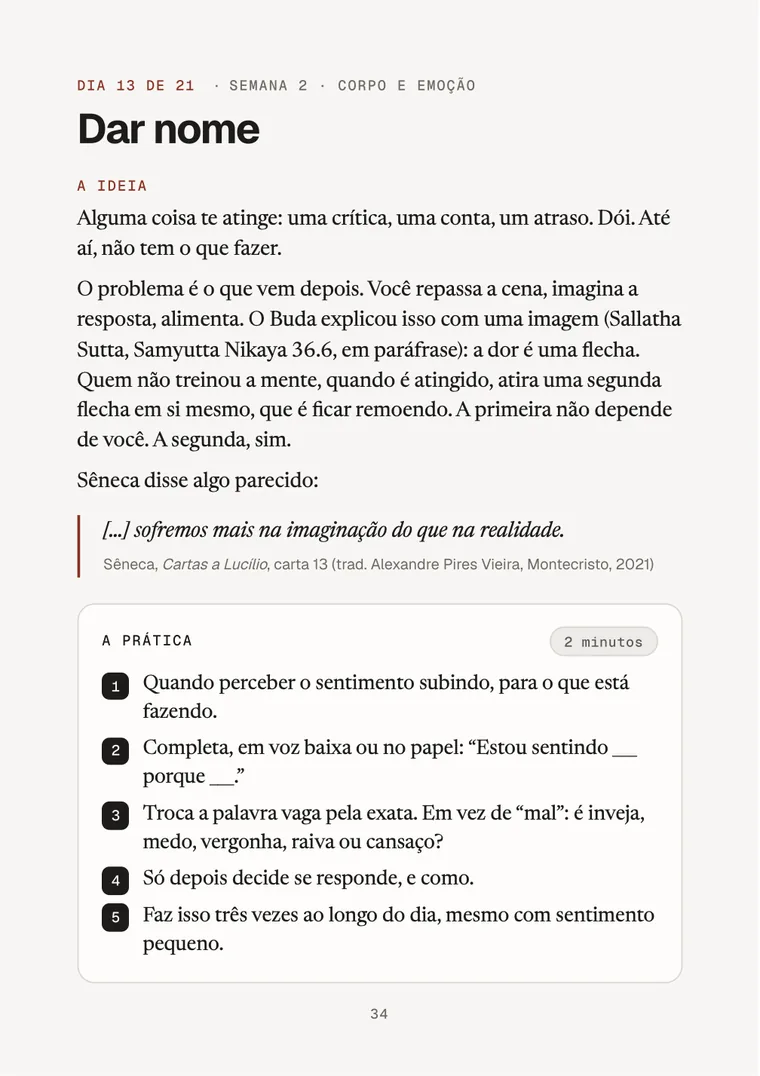 DIA 13 DE 21 · SEMANA 2 · CORPO E EMOÇÃO
Dar nome
A IDEIA
Alguma coisa te atinge: uma crítica, uma conta, um atraso. Dói. Até
aí, não tem o que fazer.
O problema é o que vem depois. Você repassa a cena, imagina a
resposta, alimenta. O Buda explicou isso com uma imagem (Sallatha
Sutta, Samyutta Nikaya 36.6, em paráfrase): a dor é uma flecha.
Quem não treinou a mente, quando é atingido, atira uma segunda
flecha em si mesmo, que é ficar remoendo. A primeira não depende
de você. A segunda, sim.
Sêneca disse algo parecido:
[...] sofremos mais na imaginação do que na realidade.
Sêneca, Cartas a Lucílio, carta 13 (trad. Alexandre Pires Vieira, Montecristo, 2021)
A PRÁTICA
2 minutos
1 Quando perceber o sentimento subindo, para o que está
fazendo.
2 Completa, em voz baixa ou no papel: “Estou sentindo ___
porque ___.”
3 Troca a palavra vaga pela exata. Em vez de “mal”: é inveja,
medo, vergonha, raiva ou cansaço?
4 Só depois decide se responde, e como.
5 Faz isso três vezes ao longo do dia, mesmo com sentimento
pequeno.
34